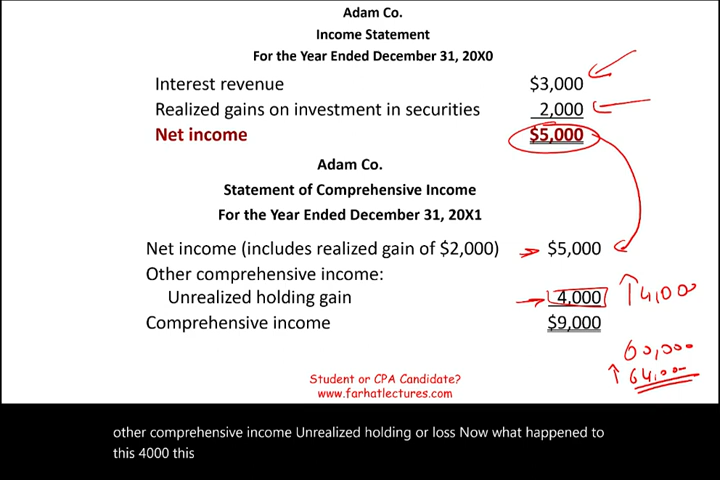 Adam Co.
Income Statement
For the Year Ended December 31, 20X0
Interest revenue $3,000
Realized gains on investment in securities 2,000
Net income $5,000
Adam Co.
Statement of Comprehensive Income
For the Year Ended December 31, 20X1
Net income (includes realized gain of $2,000) $5,000
Other comprehensive income:
Unrealized holding gain 4,000 ↑4,000
Comprehensive income $9,000
60,000
↑ 64,000
Student or CPA Candidate?
www.farhatlectures.com
other comprehensive income Unrealized holding or loss Now what happened to
this 4000 this